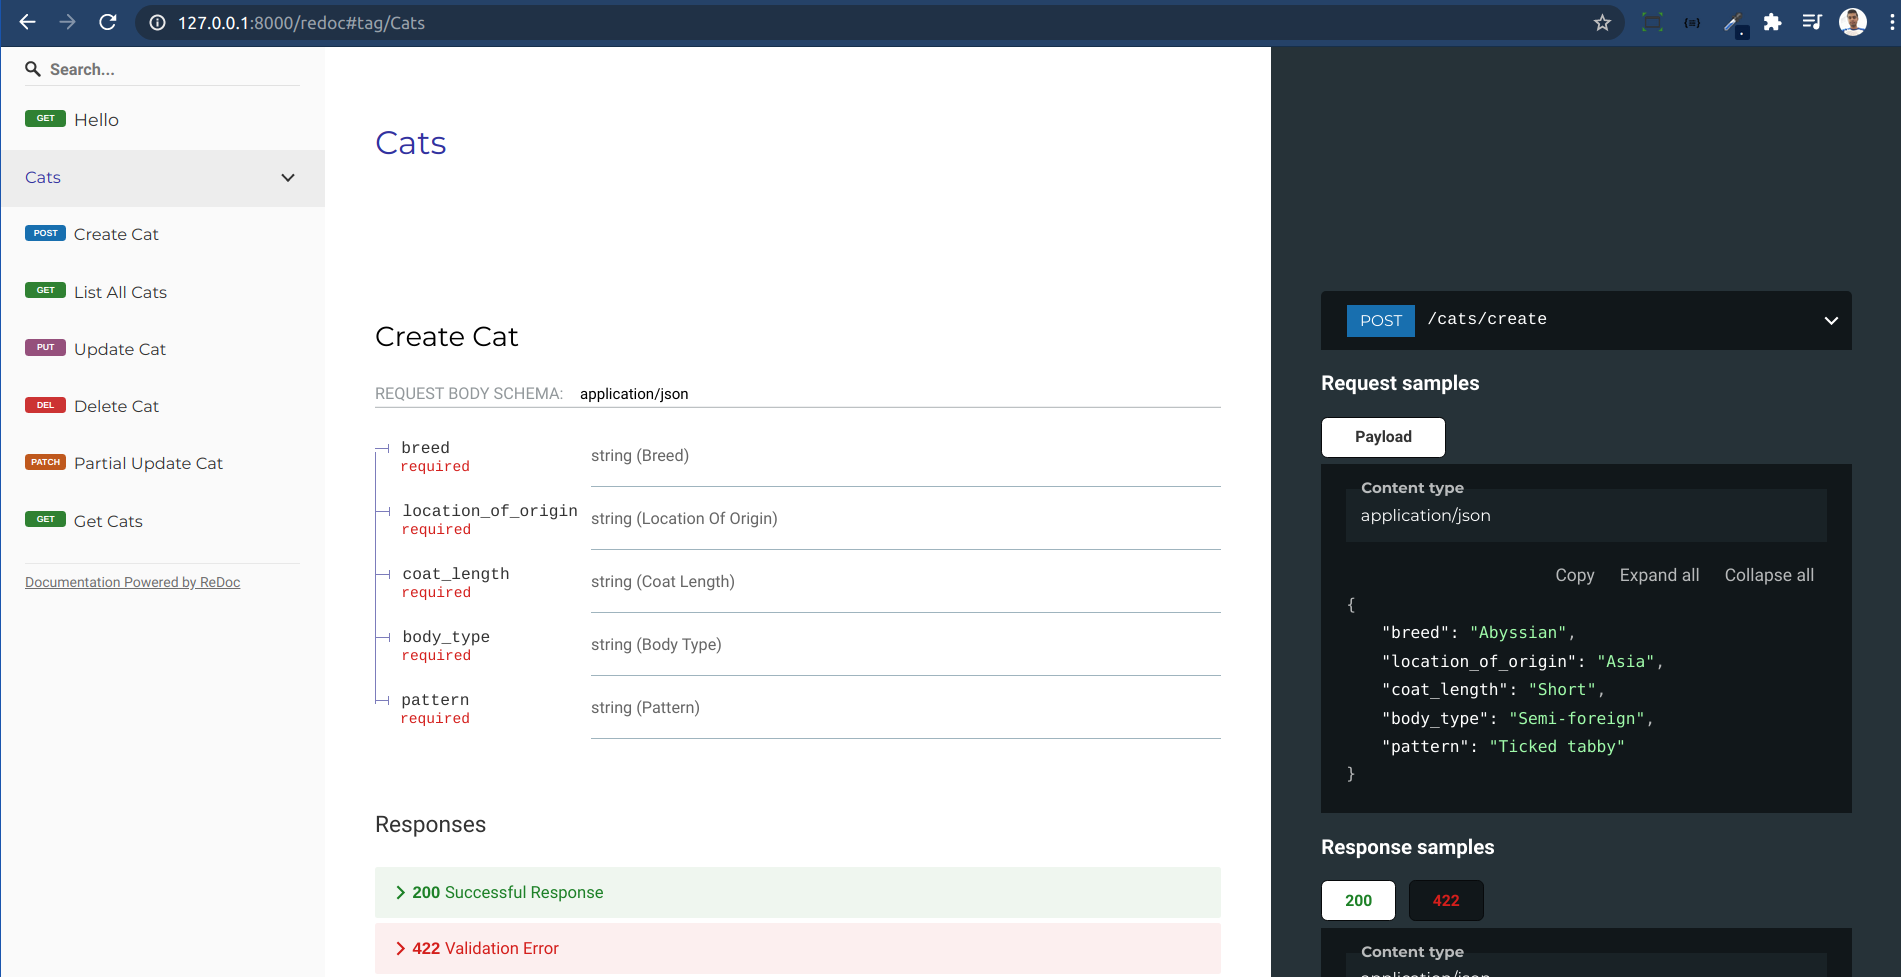 127.0.0.1:8000/redoc#tag/Cats
Search...
GET Hello
Cats
POST Create Cat
GET List All Cats
PUT Update Cat
DEL Delete Cat
PATCH Partial Update Cat
GET Get Cats
Documentation Powered by ReDoc
Cats
Create Cat
REQUEST BODY SCHEMA: application/json
breed
required
string (Breed)
location_of_origin
required
string (Location Of Origin)
coat_length
required
string (Coat Length)
body_type
required
string (Body Type)
pattern
required
string (Pattern)
Responses
200 Successful Response
422 Validation Error
POST /cats/create
Request samples
Payload
Content type
application/json
Copy Expand all Collapse all
{
"breed": "Abyssian",
"location_of_origin": "Asia",
"coat_length": "Short",
"body_type": "Semi-foreign",
"pattern": "Ticked tabby"
}
Response samples
200 422
Content type
application/json